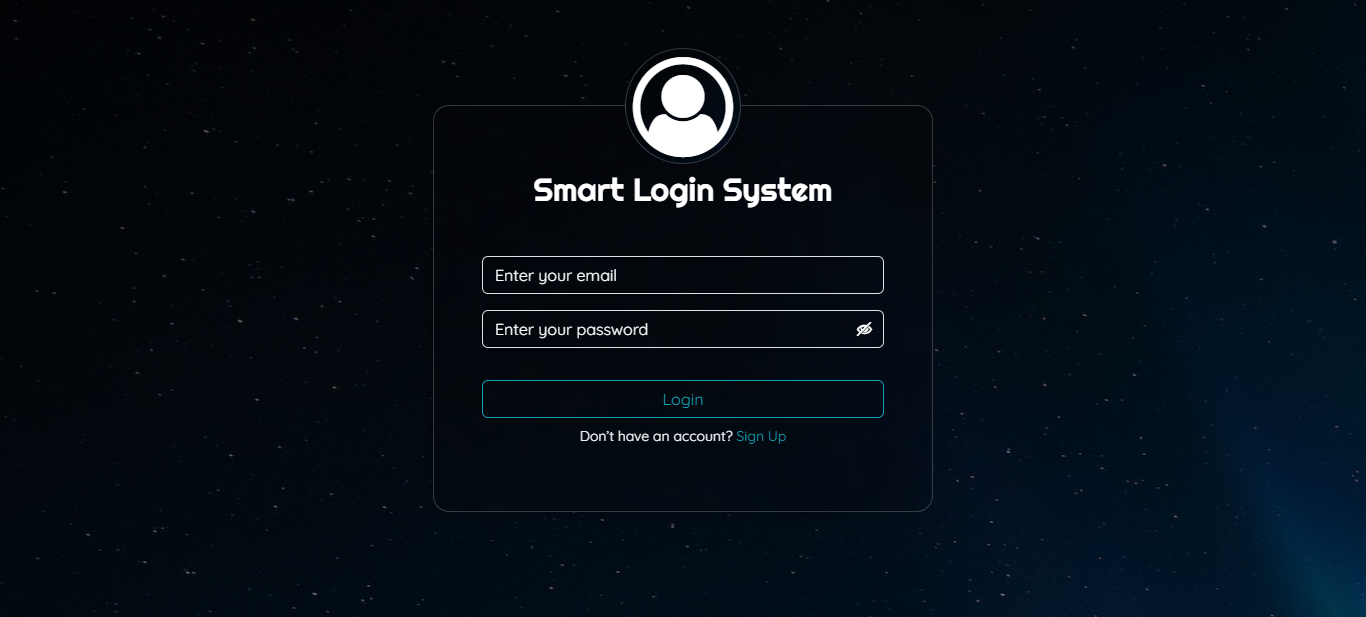 Smart Login System
Enter your email
Enter your password
Login
Don't have an account? Sign Up